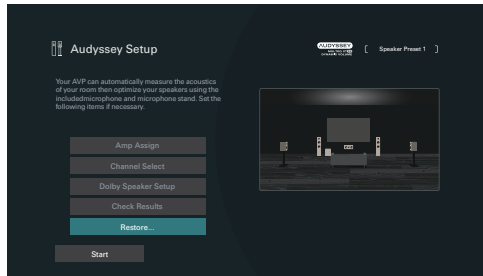 Audyssey Setup
AUDYSSEY
DYNAMIC VOLUME
[ Speaker Preset 1 ]
Your AVP can automatically measure the acoustics
of your room then optimize your speakers using the
includedmicrophone and microphone stand. Set the
following items if necessary.
Amp Assign
Channel Select
Dolby Speaker Setup
Check Results
Restore...
Start